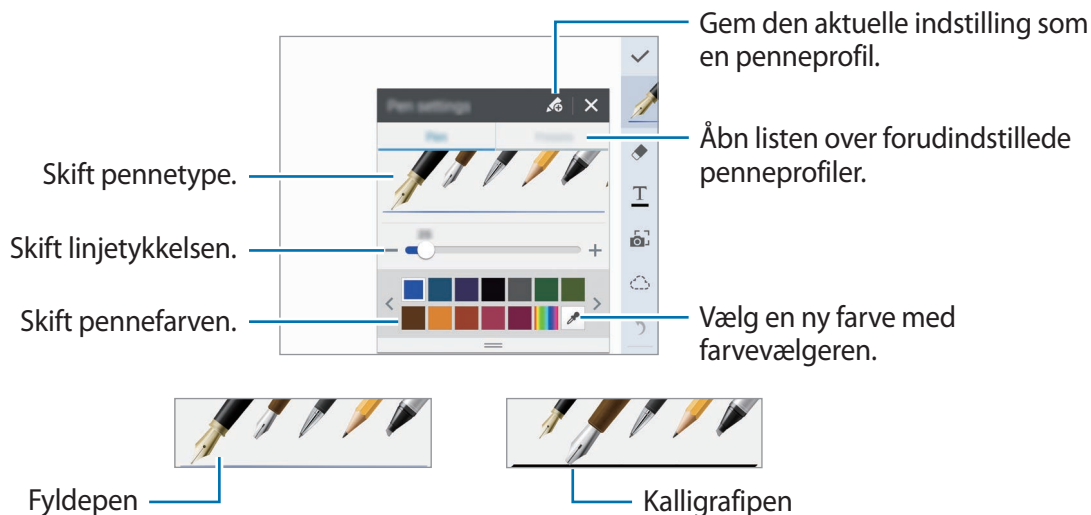 Gem den aktuelle indstilling som
en penneprofil.
Åbn listen over forudindstillede
penneprofiler.
Skift pennetype.
Skift linjetykkelsen.
Skift pennefarven.
Vælg en ny farve med
farvevælgeren.
Pen settings
Pen
T
Fyldepen
Kalligrafipen